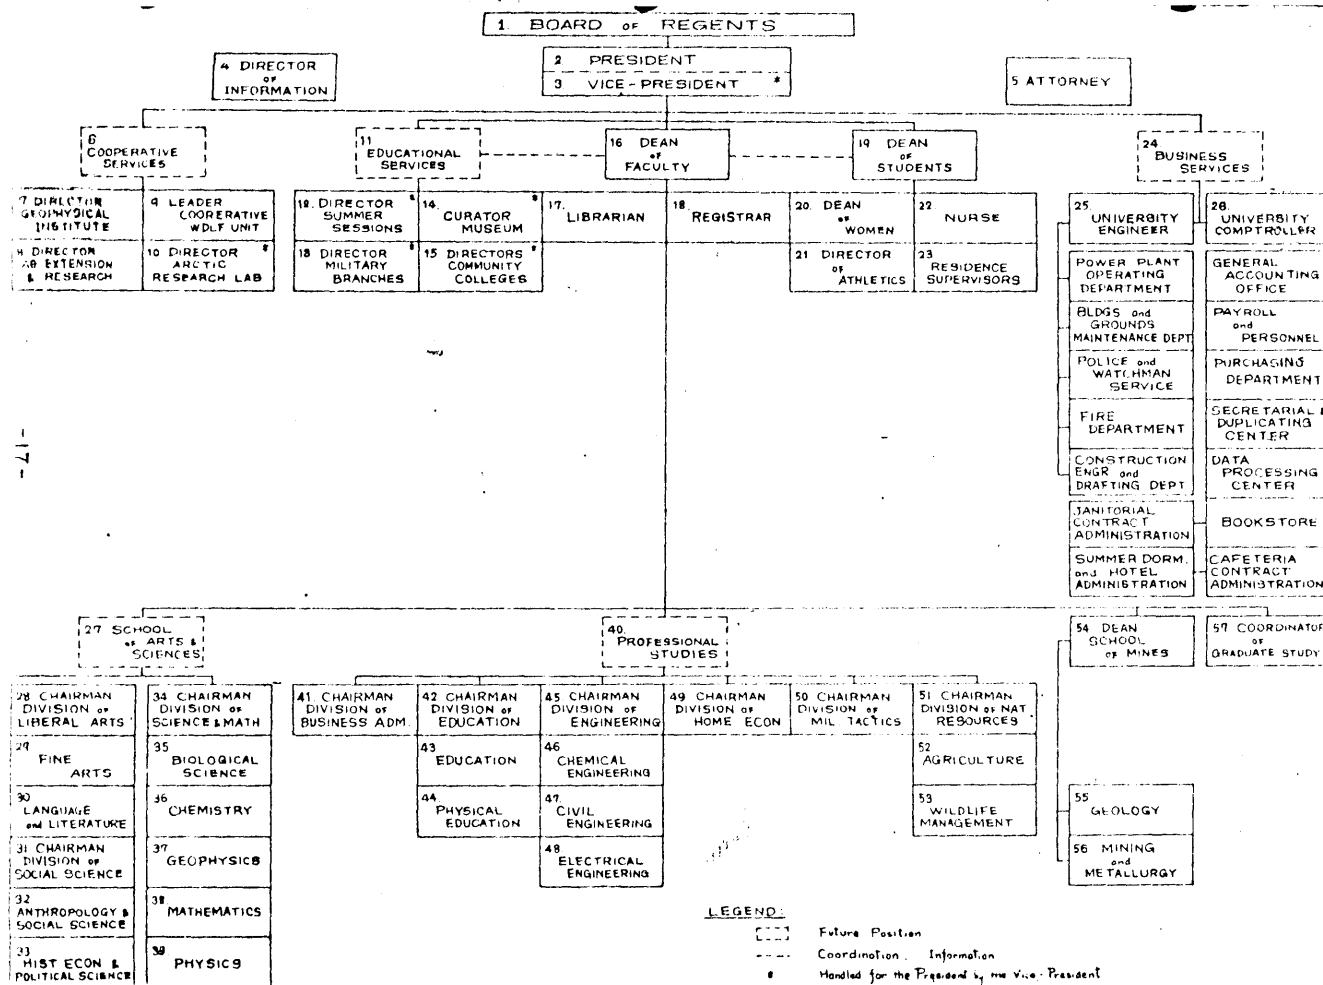 1. BOARD OF REGENTS
2 PRESIDENT
3 VICE-PRESIDENT *
4 DIRECTOR
OF
INFORMATION
5 ATTORNEY
6
COOPERATIVE
SERVICES
11
EDUCATIONAL
SERVICES
16 DEAN
OF
FACULTY
19 DEAN
OF
STUDENTS
24
BUSINESS
SERVICES
7 DIRECTOR
GEOPHYSICAL
INSTITUTE
9 LEADER
COOPERATIVE
WDLF UNIT
DIRECTOR
EXTENSION
& RESEARCH
10 DIRECTOR *
ARCTIC
RESEARCH LAB
12. DIRECTOR *
SUMMER
SESSIONS
14. *
CURATOR
MUSEUM
13 DIRECTOR *
MILITARY
BRANCHES
15 DIRECTORS *
COMMUNITY
COLLEGES
17.
LIBRARIAN
18.
REGISTRAR
20. DEAN
OF
WOMEN
22
NURSE
21 DIRECTOR
OF
ATHLETICS
23
RESIDENCE
SUPERVISORS
25.
UNIVERSITY
ENGINEER
26.
UNIVERSITY
COMPTROLLER
POWER PLANT
OPERATING
DEPARTMENT
GENERAL
ACCOUNTING
OFFICE
BLDGS and
GROUNDS
MAINTENANCE DEPT
PAYROLL
and
PERSONNEL
POLICE and
WATCHMAN
SERVICE
PURCHASING
DEPARTMENT
FIRE
DEPARTMENT
SECRETARIAL &
DUPLICATING
CENTER
CONSTRUCTION
ENGR and
DRAFTING DEPT
DATA
PROCESSING
CENTER
JANITORIAL
CONTRACT
ADMINISTRATION
BOOKSTORE
SUMMER DORM.
and HOTEL
ADMINISTRATION
CAFETERIA
CONTRACT
ADMINISTRATION
-17-
27 SCHOOL
OF ARTS &
SCIENCES
40.
PROFESSIONAL
STUDIES
54 DEAN
SCHOOL
OF MINES
57 COORDINATOR
OF
GRADUATE STUDY
28 CHAIRMAN
DIVISION OF
LIBERAL ARTS
34 CHAIRMAN
DIVISION OF
SCIENCE & MATH
41. CHAIRMAN
DIVISION OF
BUSINESS ADM.
42 CHAIRMAN
DIVISION OF
EDUCATION
45 CHAIRMAN
DIVISION OF
ENGINEERING
49 CHAIRMAN
DIVISION OF
HOME ECON
50 CHAIRMAN
DIVISION OF
MIL TACTICS
51 CHAIRMAN
DIVISION OF NAT
RESOURCES
29
FINE
ARTS
35
BIOLOGICAL
SCIENCE
43
EDUCATION
46
CHEMICAL
ENGINEERING
52
AGRICULTURE
30
LANGUAGE
and LITERATURE
36
CHEMISTRY
44
PHYSICAL
EDUCATION
47.
CIVIL
ENGINEERING
53
WILDLIFE
MANAGEMENT
55
GEOLOGY
31 CHAIRMAN
DIVISION OF
SOCIAL SCIENCE
37
GEOPHYSICS
48.
ELECTRICAL
ENGINEERING
56 MINING
and
METALLURGY
32
ANTHROPOLOGY &
SOCIAL SCIENCE
38
MATHEMATICS
33
HIST ECON &
POLITICAL SCIENCE
39
PHYSICS
LEGEND:
Future Position
Coordination, Information
* Handled for the President by the Vice-President